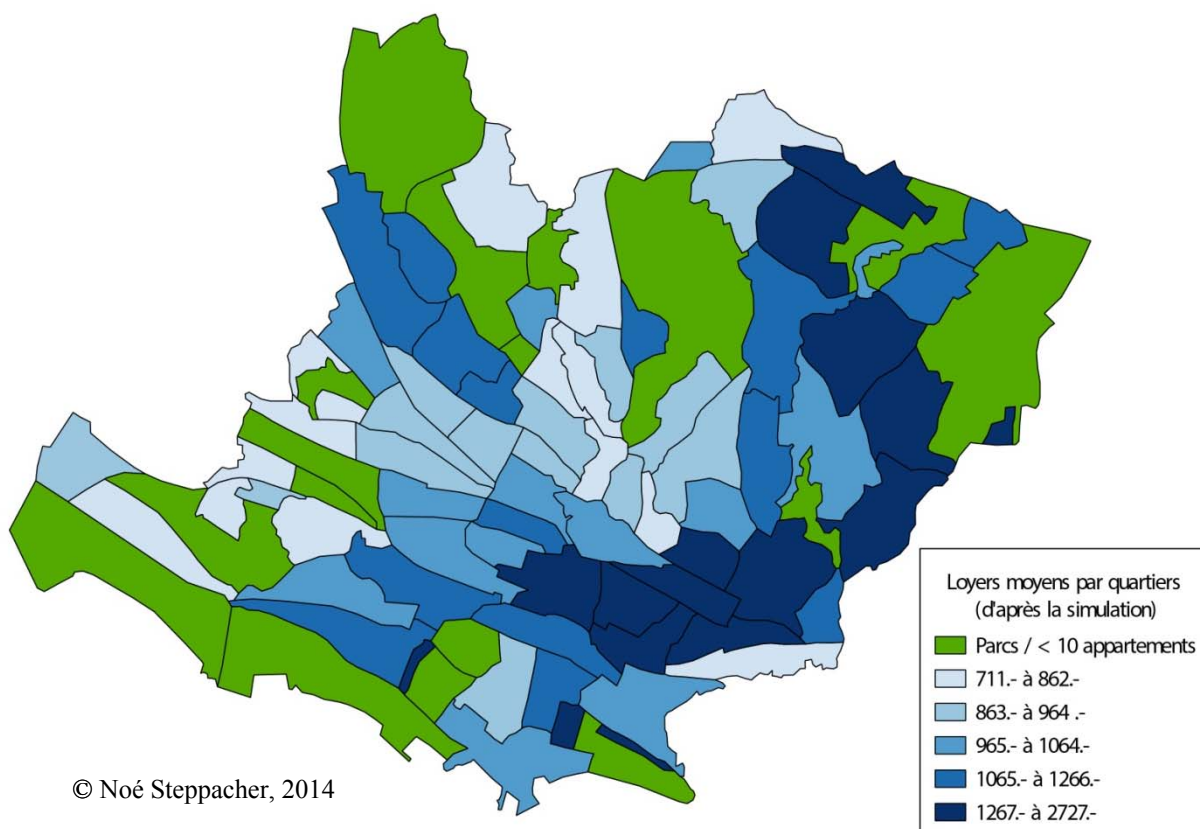 Loyers moyens par quartiers
(d'après la simulation)
Parcs / < 10 appartements
711.- à 862.-
863.- à 964 .-
965.- à 1064.-
1065.- à 1266.-
1267.- à 2727.-
© Noé Steppacher, 2014